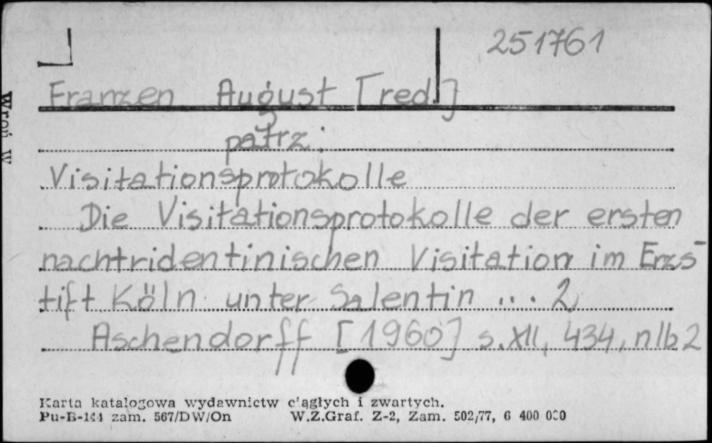 251761
Franzen August [red.]
patrz:
Visitationsprotokolle
Die Visitationsprotokolle der ersten
nachtridentinischen Visitation im Erzs-
tift Köln unter Salentin ... 2,
Aschendorff [1960] s. XII, 434, nlb 2
Karta katalogowa wydawnictw ciągłych i zwartych.
Pu-B-144 zam. 567/DW/On W.Z.Graf. Z-2, Zam. 502/77, 6 400 000